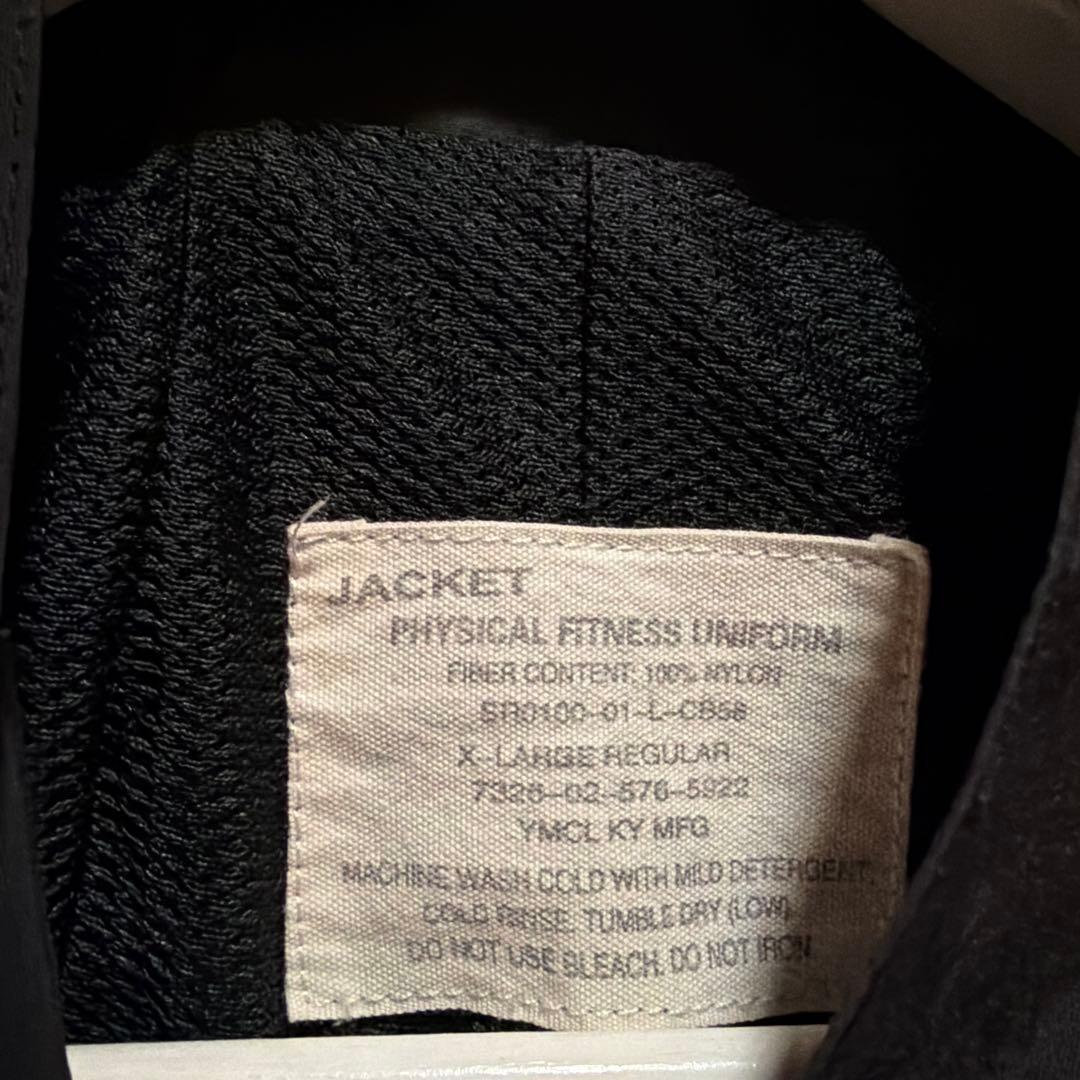 JACKET
PHYSICAL FITNESS UNIFORM
FIBER CONTENT: 100% NYLON
SR0100-01-L-CB58
X-LARGE REGULAR
7326-02-576-5922
YMCL KY MFG
MACHINE WASH COLD WITH MILD DETERGENT,
COLD RINSE, TUMBLE DRY (LOW)
DO NOT USE BLEACH. DO NOT IRON.